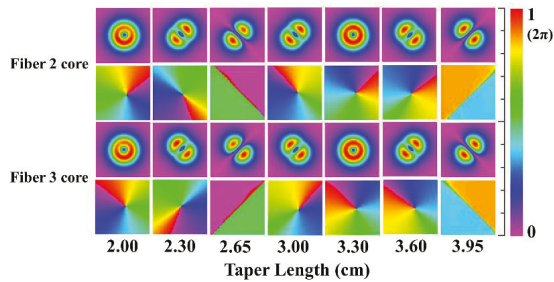 1
(2π)
Fiber 2 core
Fiber 3 core
0
2.00 2.30 2.65 3.00 3.30 3.60 3.95
Taper Length (cm)